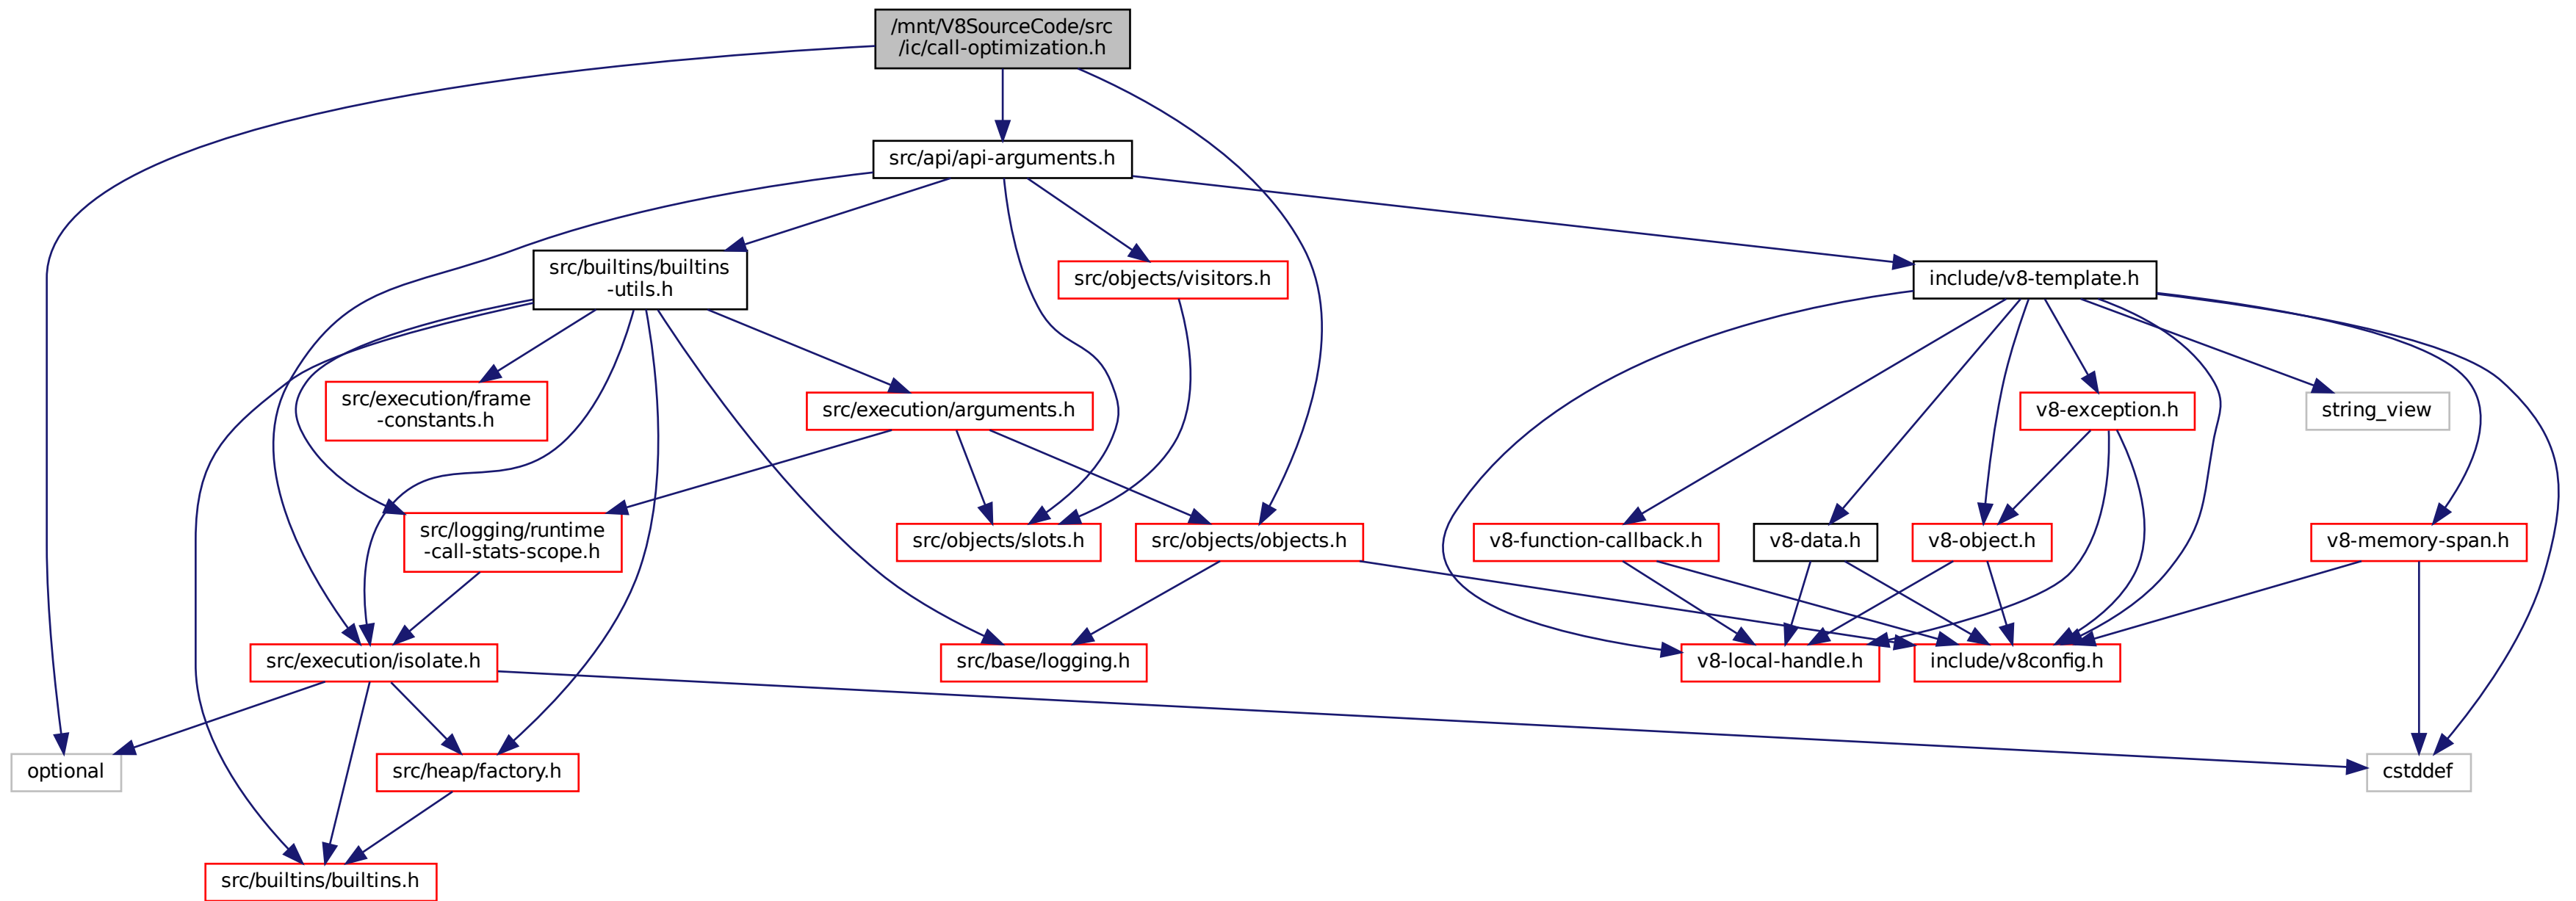 /mnt/V8SourceCode/src
/ic/call-optimization.h
src/api/api-arguments.h
src/builtins/builtins
-utils.h
src/objects/visitors.h
include/v8-template.h
src/execution/frame
-constants.h
src/execution/arguments.h
v8-exception.h
string_view
src/logging/runtime
-call-stats-scope.h
src/objects/slots.h
src/objects/objects.h
v8-function-callback.h
v8-data.h
v8-object.h
v8-memory-span.h
src/execution/isolate.h
src/base/logging.h
v8-local-handle.h
include/v8config.h
optional
src/heap/factory.h
cstddef
src/builtins/builtins.h